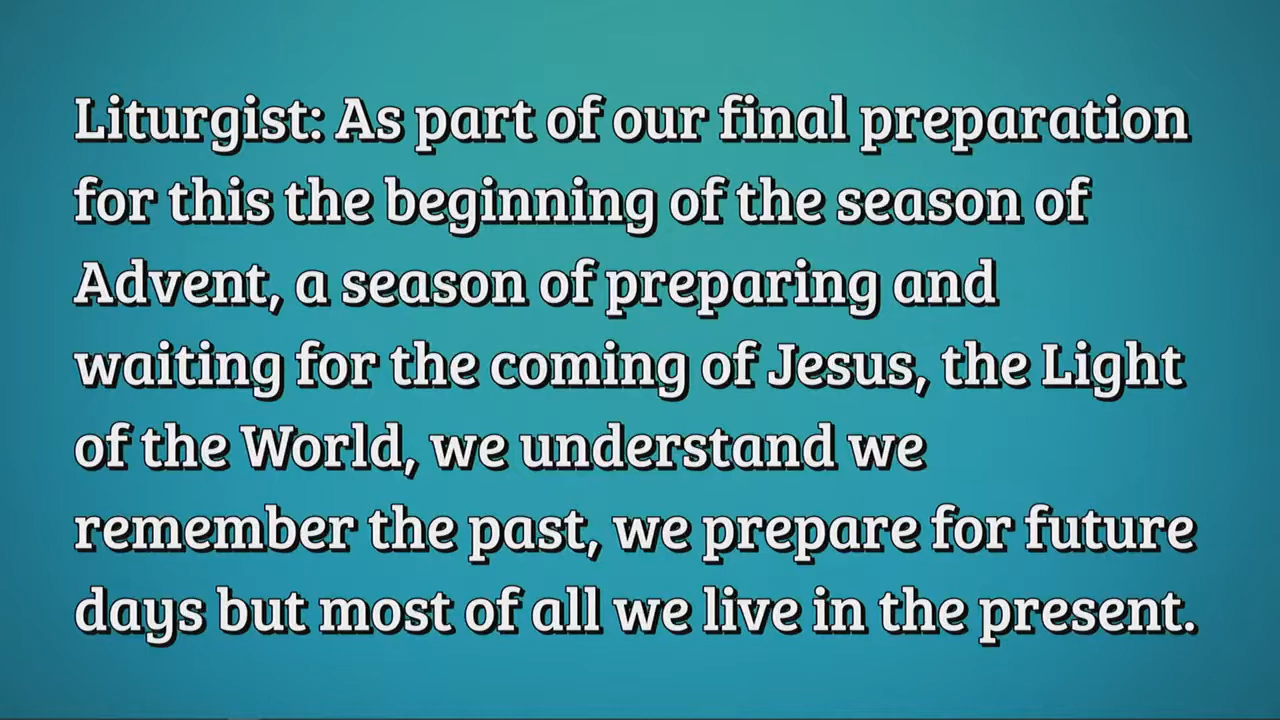 Liturgist: As part of our final preparation
for this the beginning of the season of
Advent, a season of preparing and
waiting for the coming of Jesus, the Light
of the World, we understand we
remember the past, we prepare for future
days but most of all we live in the present.